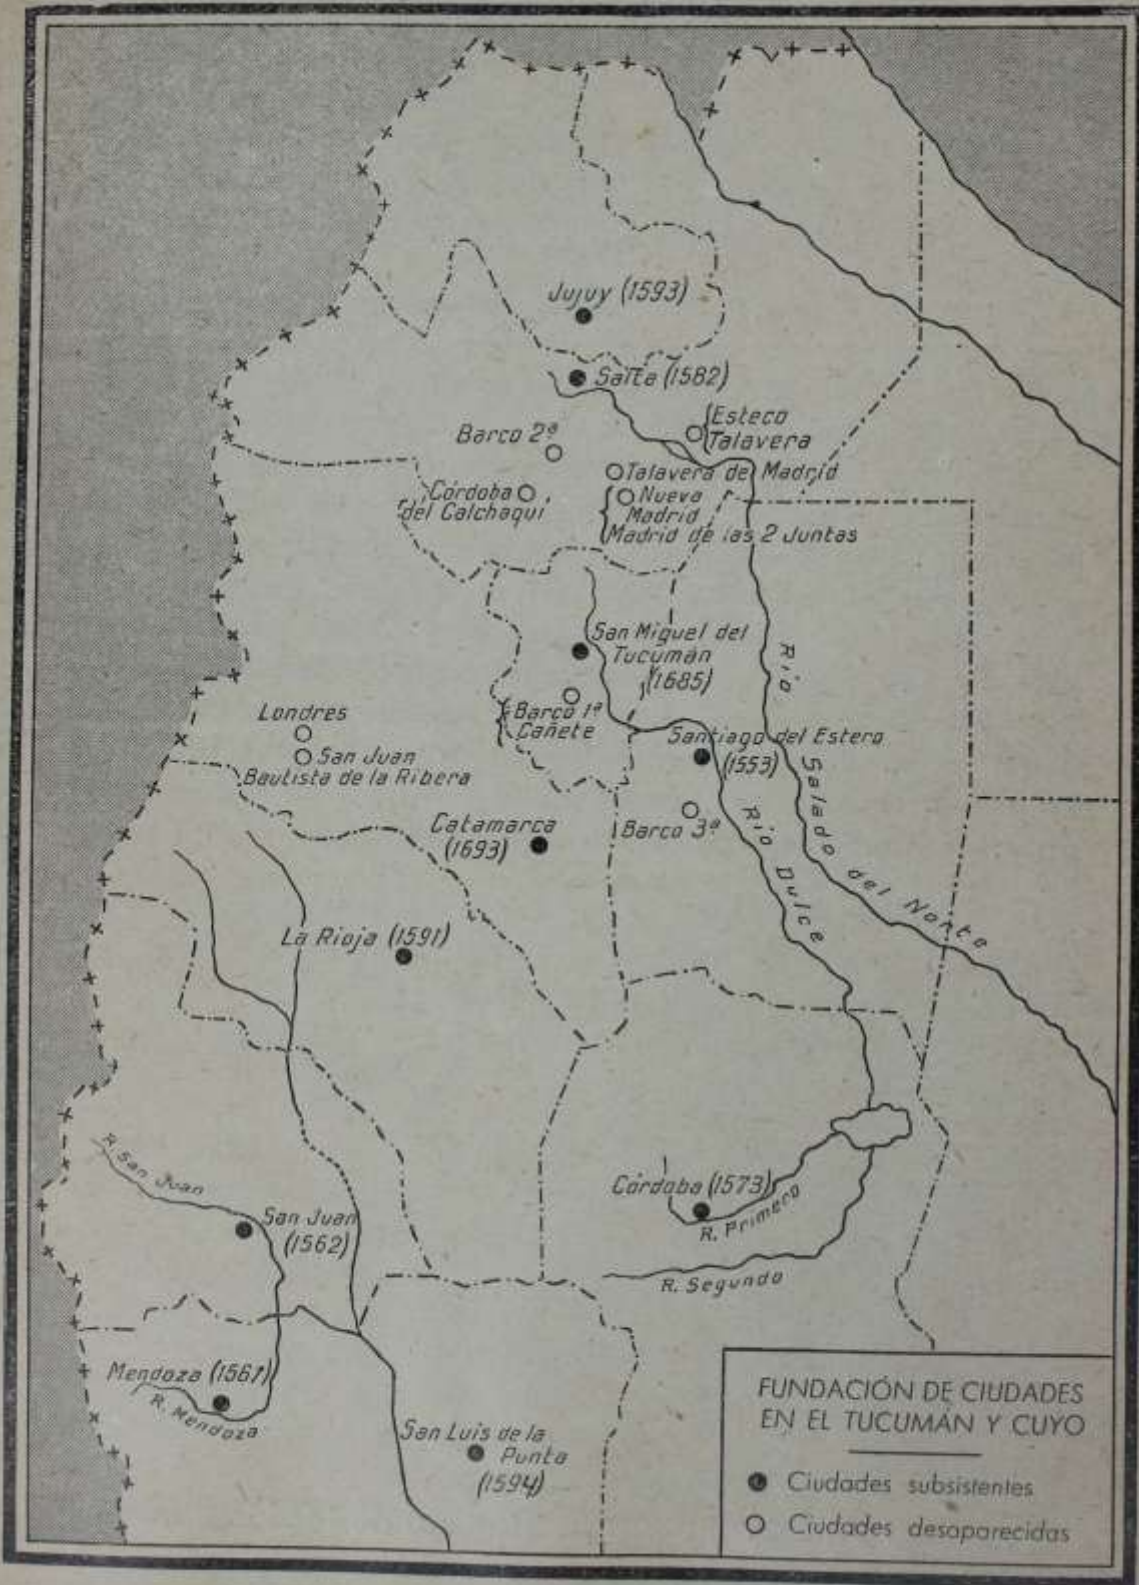 Jujuy (1593)
Salta (1582)
Esteco
Talavera
Barco 2ª
Talavera de Madrid
Córdoba
del Calchaquí
Nueva
Madrid
Madrid de las 2 Juntas
San Miguel del
Tucumán
(1685)
Barco 1ª
Cañete
Londres
San Juan
Bautista de la Ribera
Santiago del Estero
(1553)
Barco 3ª
Catamarca
(1693)
Río Salado del Norte
Río Dulce
La Rioja (1591)
R. San Juan
San Juan
(1562)
Córdoba (1573)
R. Primero
R. Segundo
Mendoza (1561)
R. Mendoza
San Luis de la
Punta
(1594)
FUNDACIÓN DE CIUDADES
EN EL TUCUMÁN Y CUYO
Ciudades subsistentes
Ciudades desaparecidas